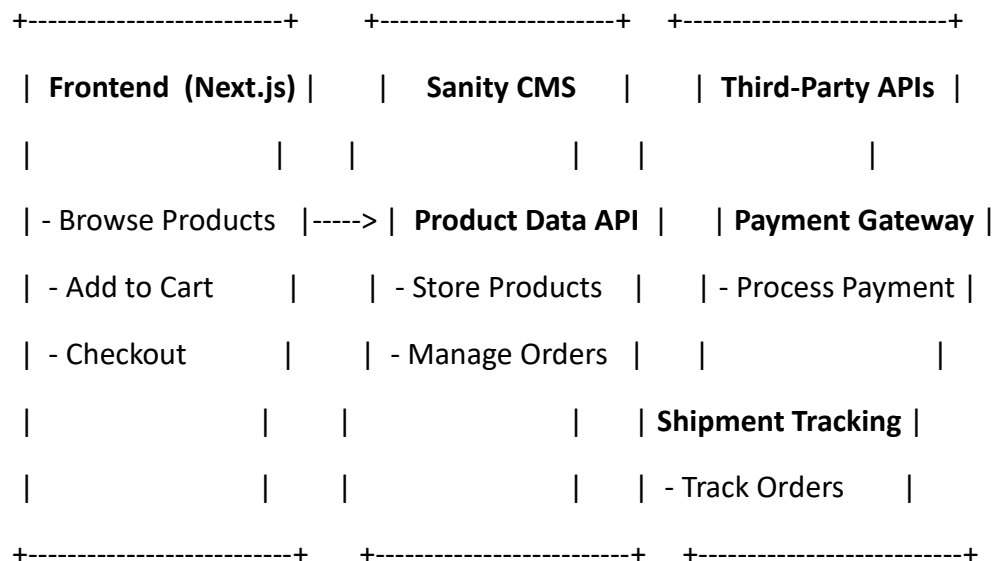 +--------------------------+ +------------------------+ +---------------------------+
| Frontend (Next.js) | | Sanity CMS | | Third-Party APIs |
| | | | | |
| - Browse Products |-----> | Product Data API | | Payment Gateway |
| - Add to Cart | | - Store Products | | - Process Payment |
| - Checkout | | - Manage Orders | | |
| | | | | Shipment Tracking |
| | | | | - Track Orders |
+---------------------------+ +--------------------------+ +---------------------------+